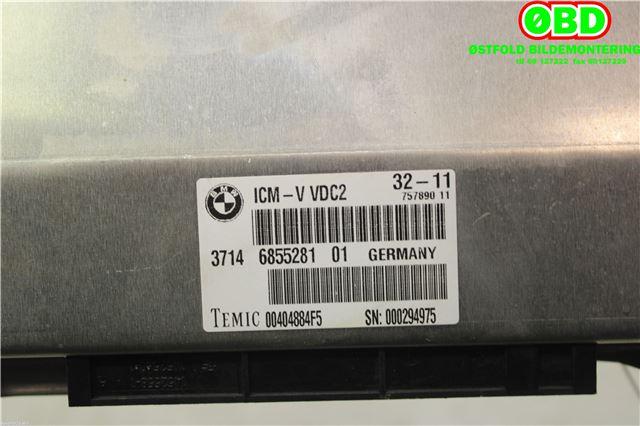 ØBD
ØSTFOLD BILDEMONTERING
BMW
ICM-V VDC2
32-11
757890 11
3714 6855281 01 GERMANY
TEMIC 00404884F5 SN: 000294975